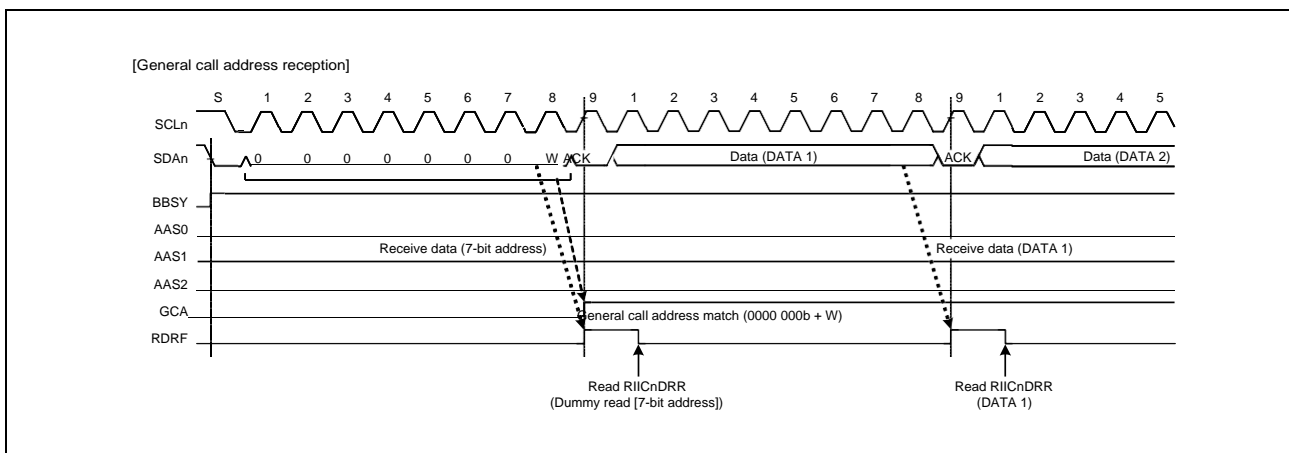 [General call address reception]
S 1 2 3 4 5 6 7 8 9 1 2 3 4 5 6 7 8 9 1 2 3 4 5
SCLn
SDAn 0 0 0 0 0 0 0 W ACK Data (DATA 1) ACK Data (DATA 2)
BBSY
AAS0
Receive data (7-bit address) Receive data (DATA 1)
AAS1
AAS2
GCA
General call address match (0000 000b + W)
RDRF
Read RIICnDRR Read RIICnDRR
(Dummy read [7-bit address]) (DATA 1)